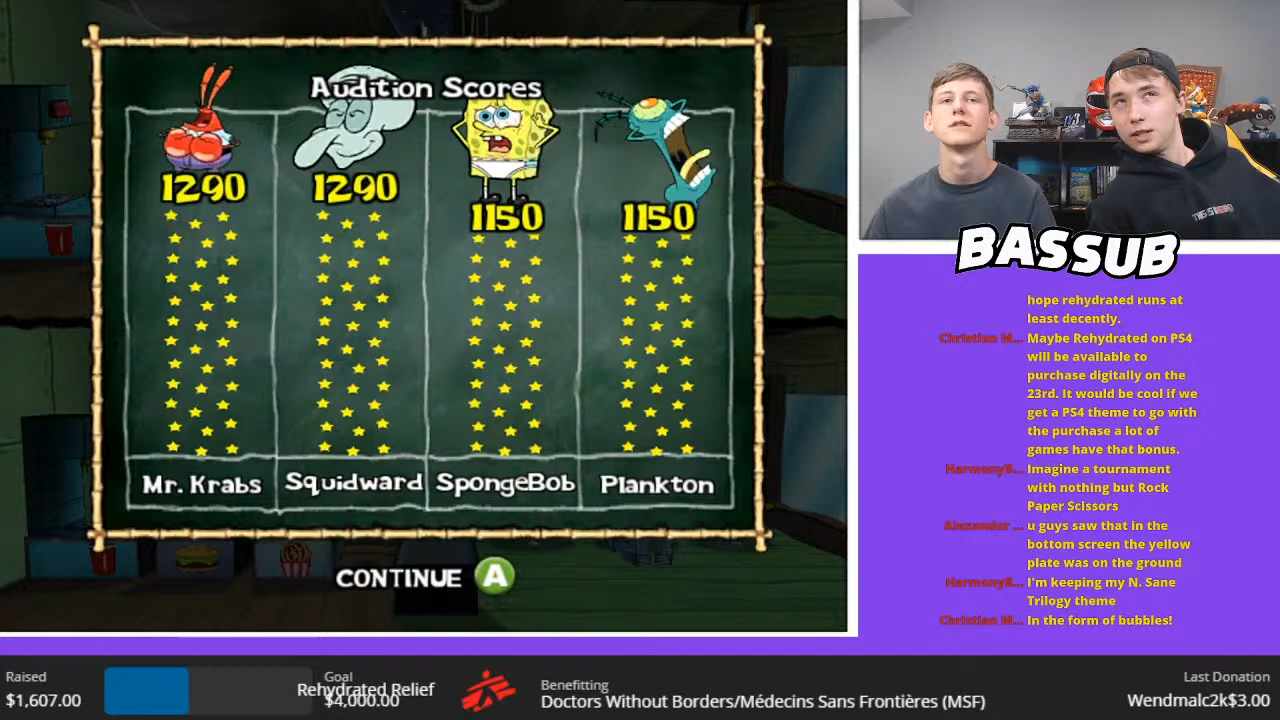 Audition Scores
1290 1290 1150 1150
Mr. Krabs Squidward SpongeBob Plankton
CONTINUE A
BASSUB
hope rehydrated runs at
least decently.
Christian M... Maybe Rehydrated on PS4
will be available to
purchase digitally on the
23rd. It would be cool if we
get a PS4 theme to go with
the purchase a lot of
games have that bonus.
HarmonyB... Imagine a tournament
with nothing but Rock
Paper Scissors
Alexander ... u guys saw that in the
bottom screen the yellow
plate was on the ground
HarmonyB... I'm keeping my N. Sane
Trilogy theme
Christian M... In the form of bubbles!
Raised
$1,607.00
Goal
$4,000.00
Rehydrated Relief
Benefitting
Doctors Without Borders/Médecins Sans Frontières (MSF)
Last Donation
Wendmalc2k$3.00